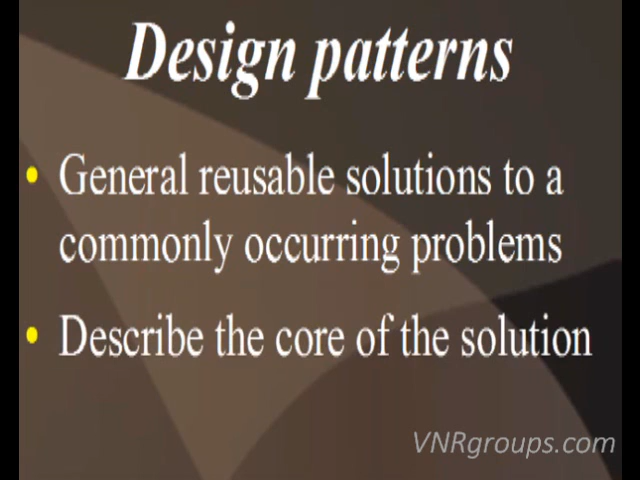 Design patterns
• General reusable solutions to a
commonly occurring problems
• Describe the core of the solution
VNRgroups.com